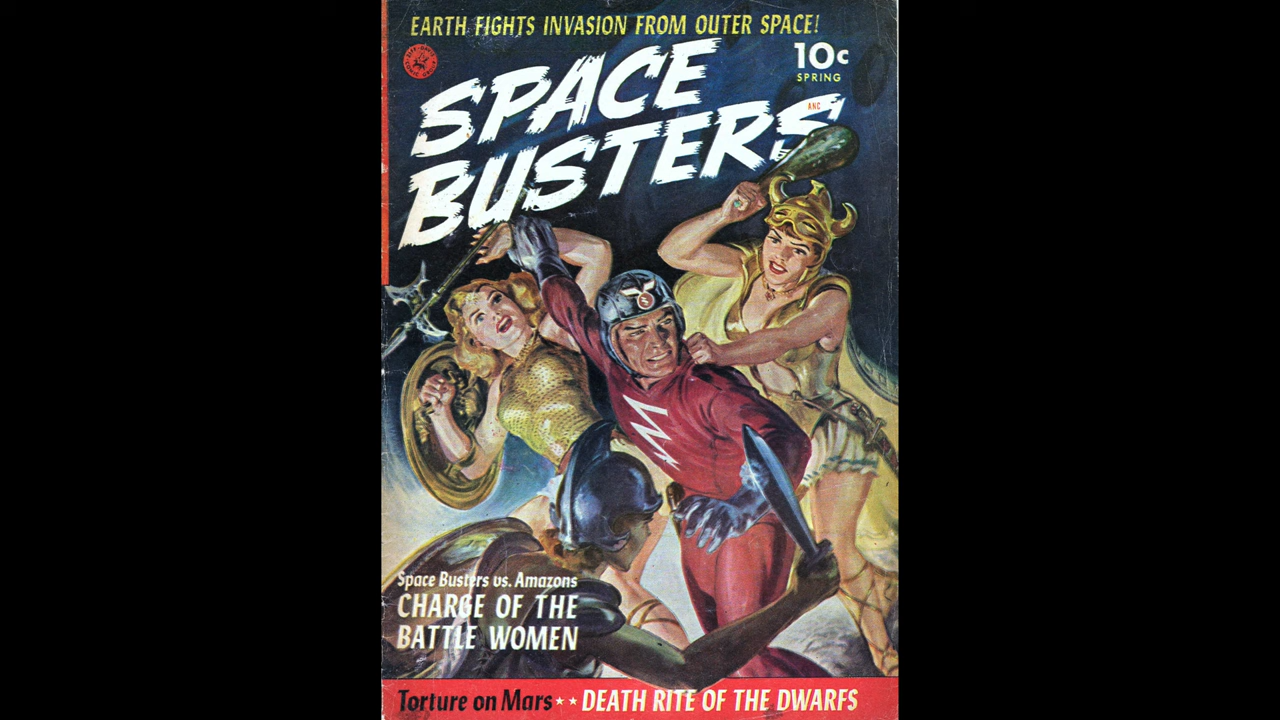 EARTH FIGHTS INVASION FROM OUTER SPACE!
10c
SPRING
SPACE
BUSTERS
ANC
Space Busters vs. Amazons
CHARGE OF THE
BATTLE WOMEN
Torture on Mars ★ ★ DEATH RITE OF THE DWARFS